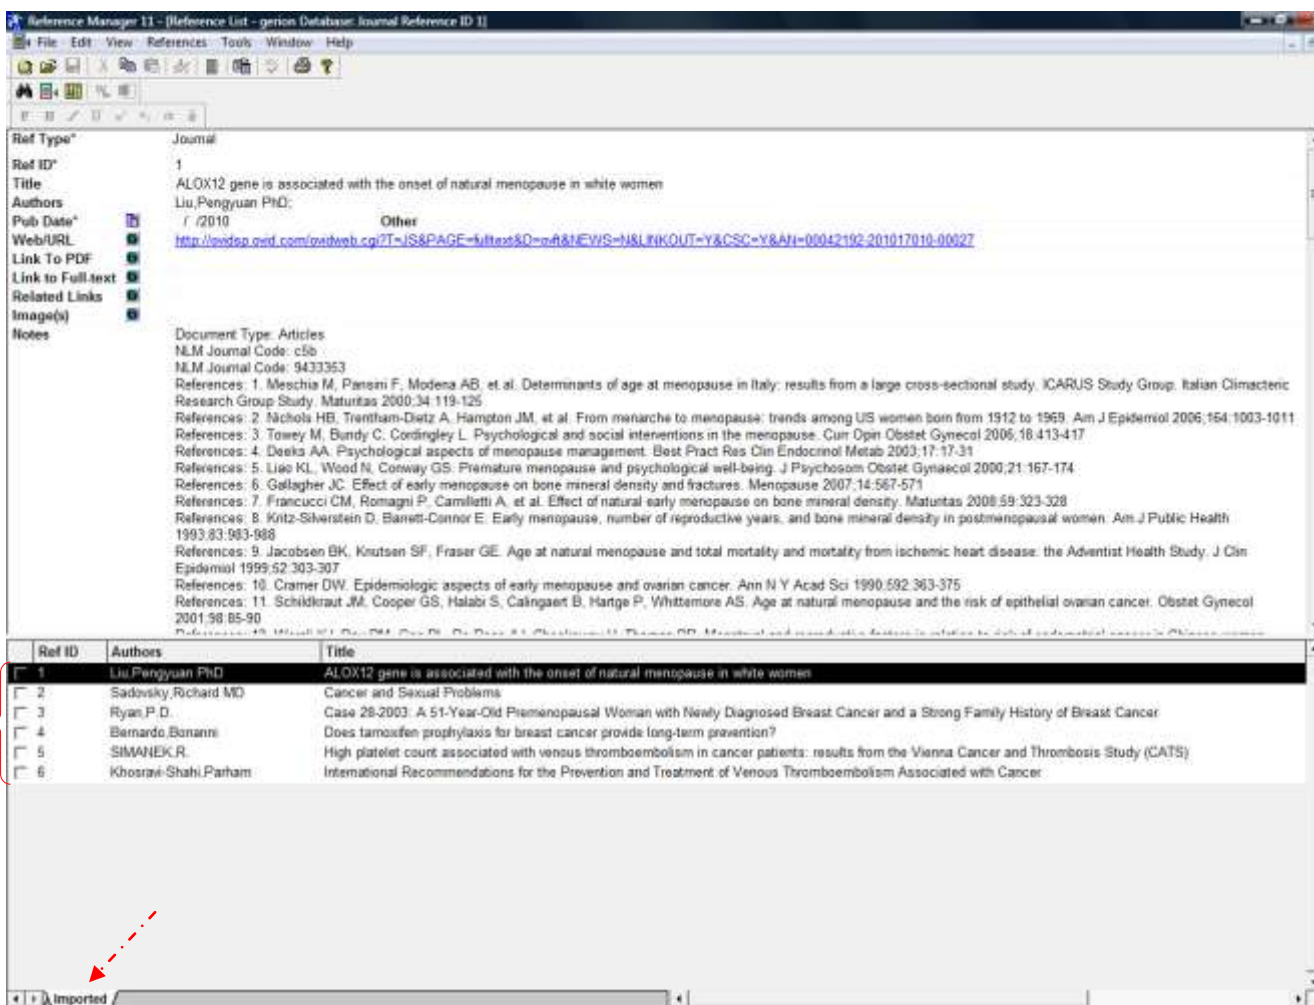 Reference Manager 11 - [Reference List - gerion Database: Journal Reference ID 1]
File Edit View References Tools Window Help
Ref Type* Journal
Ref ID* 1
Title ALOX12 gene is associated with the onset of natural menopause in white women
Authors Liu,Pengyuan PhD;
Pub Date* / /2010 Other
Web/URL http://ovidsp.ovid.com/ovidweb.cgi?T=JS&PAGE=fulltext&D=ovft&NEWS=N&LINKOUT=Y&CSC=Y&AN=00042192-201017010-00027
Link To PDF
Link to Full-text
Related Links
Image(s)
Notes Document Type: Articles
NLM Journal Code: c5b
NLM Journal Code: 9433353
References: 1. Meschia M, Pansini F, Modena AB, et al. Determinants of age at menopause in Italy: results from a large cross-sectional study. ICARUS Study Group. Italian Climacteric
Research Group Study. Maturitas 2000;34:119-125
References: 2. Nichols HB, Trentham-Dietz A, Hampton JM, et al. From menarche to menopause: trends among US women born from 1912 to 1969. Am J Epidemiol 2006;164:1003-1011
References: 3. Towey M, Bundy C, Cordingley L. Psychological and social interventions in the menopause. Curr Opin Obstet Gynecol 2006;18:413-417
References: 4. Deeks AA. Psychological aspects of menopause management. Best Pract Res Clin Endocrinol Metab 2003;17:17-31
References: 5. Liao KL, Wood N, Conway GS. Premature menopause and psychological well-being. J Psychosom Obstet Gynaecol 2000;21:167-174
References: 6. Gallagher JC. Effect of early menopause on bone mineral density and fractures. Menopause 2007;14:567-571
References: 7. Francucci CM, Romagni P, Camilletti A, et al. Effect of natural early menopause on bone mineral density. Maturitas 2008;59:323-328
References: 8. Kritz-Silverstein D, Barrett-Connor E. Early menopause, number of reproductive years, and bone mineral density in postmenopausal women. Am J Public Health
1993;83:983-988
References: 9. Jacobsen BK, Knutsen SF, Fraser GE. Age at natural menopause and total mortality and mortality from ischemic heart disease: the Adventist Health Study. J Clin
Epidemiol 1999;52:303-307
References: 10. Cramer DW. Epidemiologic aspects of early menopause and ovarian cancer. Ann N Y Acad Sci 1990;592:363-375
References: 11. Schildkraut JM, Cooper GS, Halabi S, Calingaert B, Hartge P, Whittemore AS. Age at natural menopause and the risk of epithelial ovarian cancer. Obstet Gynecol
2001;98:85-90
Ref ID Authors Title
1 Liu,Pengyuan PhD ALOX12 gene is associated with the onset of natural menopause in white women
2 Sadovsky,Richard MD Cancer and Sexual Problems
3 Ryan,P.D. Case 28-2003: A 51-Year-Old Premenopausal Woman with Newly Diagnosed Breast Cancer and a Strong Family History of Breast Cancer
4 Bernardo,Bonanni Does tamoxifen prophylaxis for breast cancer provide long-term prevention?
5 SIMANEK,R. High platelet count associated with venous thromboembolism in cancer patients: results from the Vienna Cancer and Thrombosis Study (CATS)
6 Khosravi-Shahi,Parham International Recommendations for the Prevention and Treatment of Venous Thromboembolism Associated with Cancer
Imported